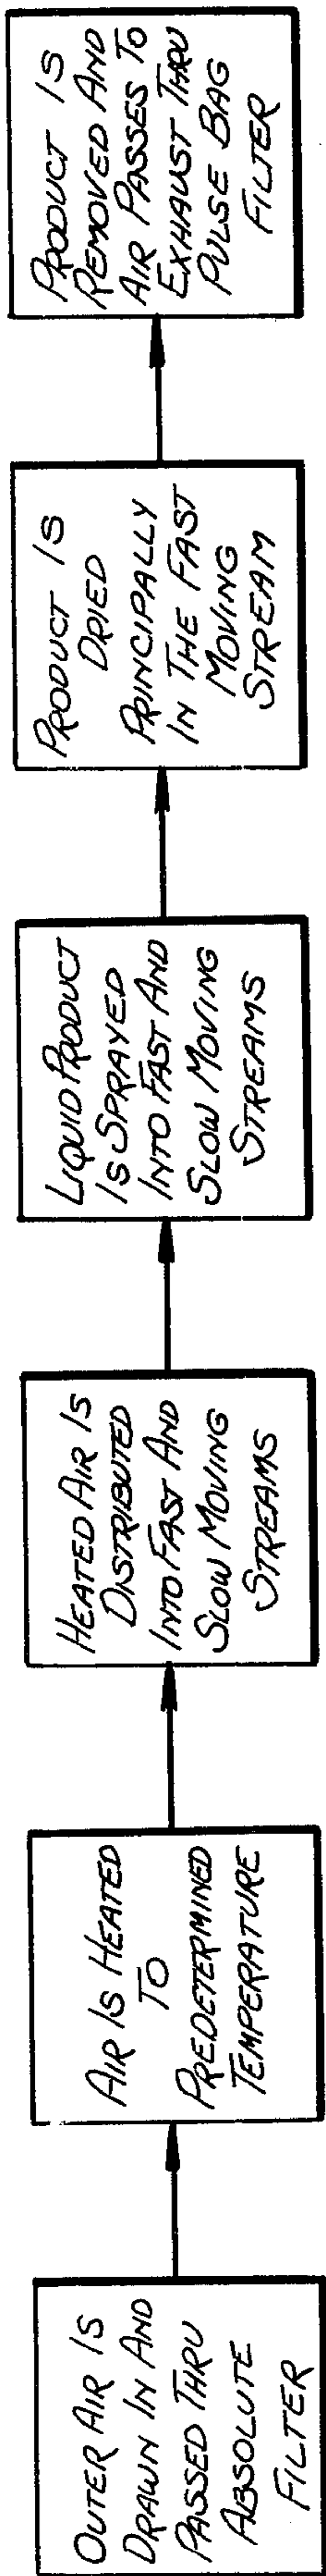 OUTER AIR IS
DRAWN IN AND
PASSED THRU
ABSOLUTE
FILTER
AIR IS HEATED
TO
PREDETERMINED
TEMPERATURE
HEATED AIR IS
DISTRIBUTED
INTO FAST AND
SLOW MOVING
STREAMS
LIQUID PRODUCT
IS SPRAYED
INTO FAST AND
SLOW MOVING
STREAMS
PRODUCT IS
DRIED
PRINCIPALLY
IN THE FAST
MOVING
STREAM
PRODUCT IS
REMOVED AND
AIR PASSES TO
EXHAUST THRU
PULSE BAG
FILTER